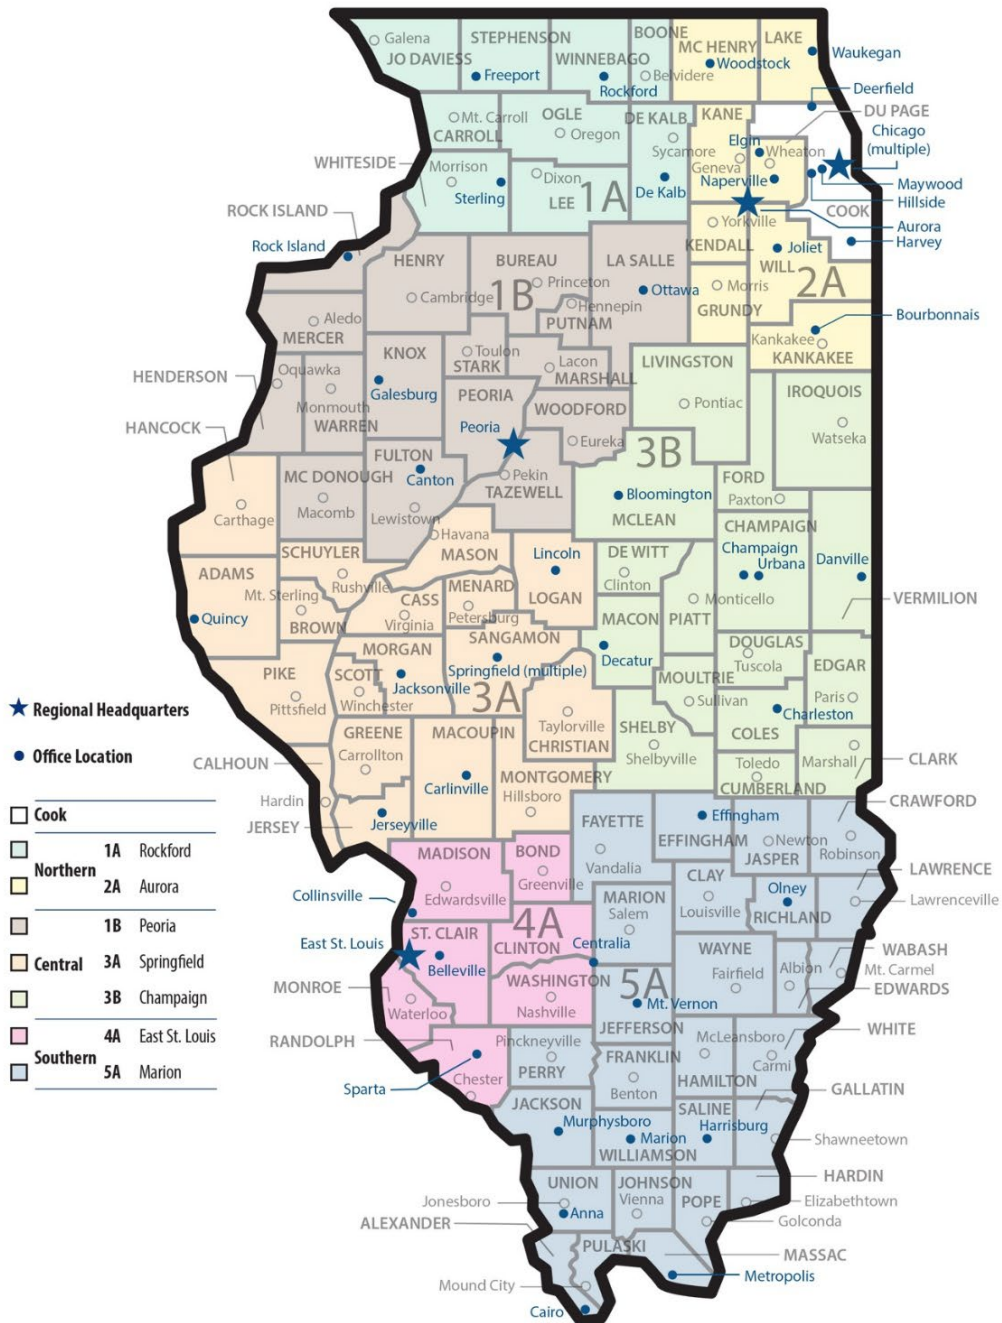 Galena
JO DAVIESS
STEPHENSON
Freeport
WINNEBAGO
Rockford
BOONE
Belvidere
MC HENRY
Woodstock
LAKE
Waukegan
Deerfield
DU PAGE
Chicago
(multiple)
Maywood
Hillside
COOK
Aurora
Harvey
Mt. Carroll
CARROLL
OGLE
Oregon
DE KALB
Sycamore
De Kalb
KANE
Elgin
Geneva
Wheaton
Naperville
WHITESIDE
Morrison
Sterling
Dixon
LEE
1A
ROCK ISLAND
Rock Island
HENRY
Cambridge
BUREAU
Princeton
1B
Hennepin
PUTNAM
LA SALLE
Ottawa
Yorkville
KENDALL
Morris
GRUNDY
Joliet
WILL
2A
Bourbonnais
Kankakee
KANKAKEE
Aledo
MERCER
KNOX
Galesburg
Toulon
STARK
Lacon
MARSHALL
LIVINGSTON
Pontiac
IROQUOIS
Watseka
HENDERSON
Oquawka
Monmouth
WARREN
PEORIA
Peoria
WOODFORD
Eureka
HANCOCK
Carthage
MC DONOUGH
Macomb
FULTON
Canton
Lewistown
Pekin
TAZEWELL
3B
Bloomington
MCLEAN
FORD
Paxton
CHAMPAIGN
Champaign
Urbana
Danville
VERMILION
ADAMS
Quincy
SCHUYLER
Rushville
Mt. Sterling
BROWN
Havana
MASON
CASS
Virginia
MENARD
Petersburg
Lincoln
LOGAN
DE WITT
Clinton
Monticello
PIATT
MACON
Decatur
DOUGLAS
Tuscola
EDGAR
Paris
PIKE
Pittsfield
MORGAN
Jacksonville
SCOTT
Winchester
SANGAMON
Springfield (multiple)
3A
Taylorville
CHRISTIAN
MOULTRIE
Sullivan
SHELBY
Shelbyville
Charleston
COLES
Toledo
CUMBERLAND
Marshall
CLARK
CALHOUN
Hardin
GREENE
Carrollton
JERSEY
Jerseyville
MACOUPIN
Carlinville
MONTGOMERY
Hillsboro
FAYETTE
Vandalia
Effingham
EFFINGHAM
Newton
JASPER
CRAWFORD
Robinson
LAWRENCE
Lawrenceville
MADISON
Edwardsville
Collinsville
BOND
Greenville
4A
CLINTON
Centralia
MARION
Salem
CLAY
Louisville
Olney
RICHLAND
East St. Louis
ST. CLAIR
Belleville
MONROE
Waterloo
WASHINGTON
Nashville
5A
Mt. Vernon
JEFFERSON
WAYNE
Fairfield
Albion
WABASH
Mt. Carmel
EDWARDS
RANDOLPH
Sparta
Chester
Pinckneyville
PERRY
FRANKLIN
Benton
McLeansboro
HAMILTON
WHITE
Carmi
JACKSON
Murphysboro
Marion
WILLIAMSON
SALINE
Harrisburg
GALLATIN
Shawneetown
UNION
Jonesboro
Anna
JOHNSON
Vienna
POPE
Golconda
HARDIN
Elizabethtown
ALEXANDER
PULASKI
Mound City
Cairo
MASSAC
Metropolis
Regional Headquarters
Office Location
Cook
Northern
1A Rockford
2A Aurora
Central
1B Peoria
3A Springfield
3B Champaign
Southern
4A East St. Louis
5A Marion